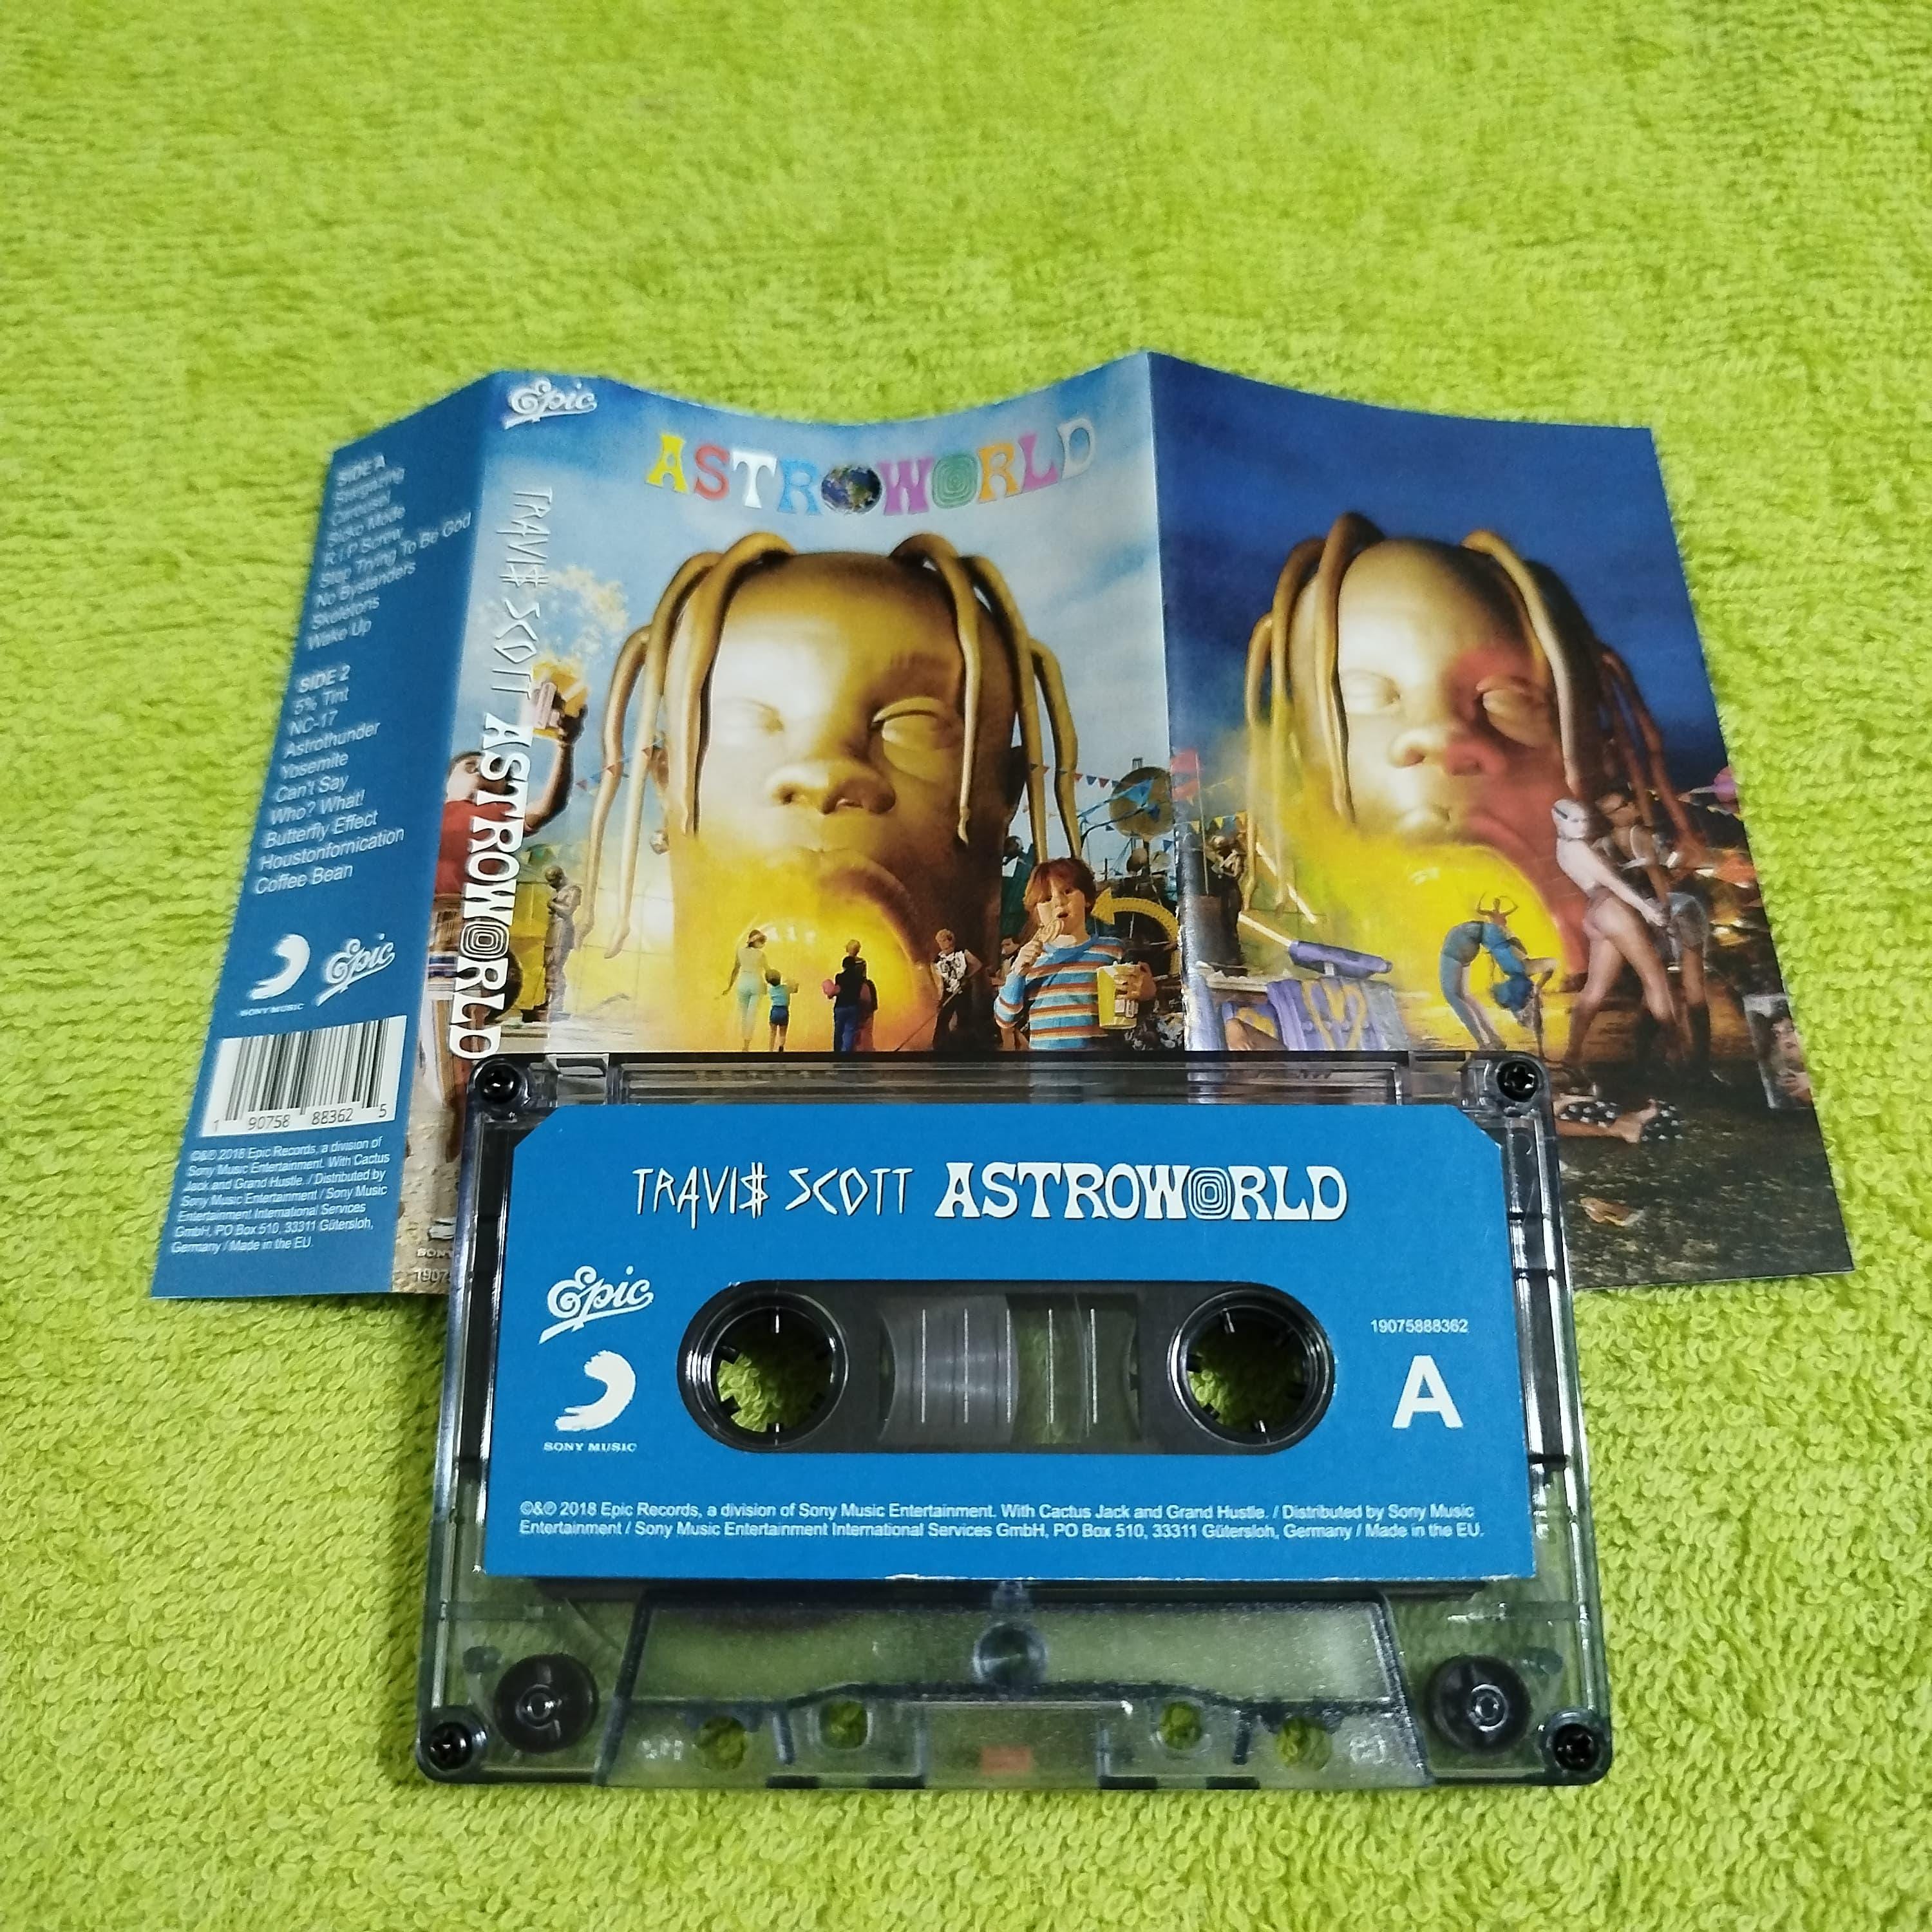 SIDE A
Stargazing
Carousel
Sicko Mode
R.I.P Screw
Stop Trying To Be God
No Bystanders
Skeletons
Wake Up
SIDE 2
5% Tint
NC-17
Astrothunder
Yosemite
Can't Say
Who? What!
Butterfly Effect
Houstonfornication
Coffee Bean
SONY MUSIC
Epic
1 90758 88362 5
©&℗ 2018 Epic Records, a division of
Sony Music Entertainment. With Cactus
Jack and Grand Hustle. / Distributed by
Sony Music Entertainment / Sony Music
Entertainment International Services
GmbH, PO Box 510, 33311 Gütersloh,
Germany / Made in the EU.
Epic
TRAVI$ SCOTT ASTROWORLD
SONY
1907
ASTROWORLD
TRAVI$ SCOTT ASTROWORLD
Epic
SONY MUSIC
19075888362
A
©&℗ 2018 Epic Records, a division of Sony Music Entertainment. With Cactus Jack and Grand Hustle. / Distributed by Sony Music
Entertainment / Sony Music Entertainment International Services GmbH, PO Box 510, 33311 Gütersloh, Germany / Made in the EU.